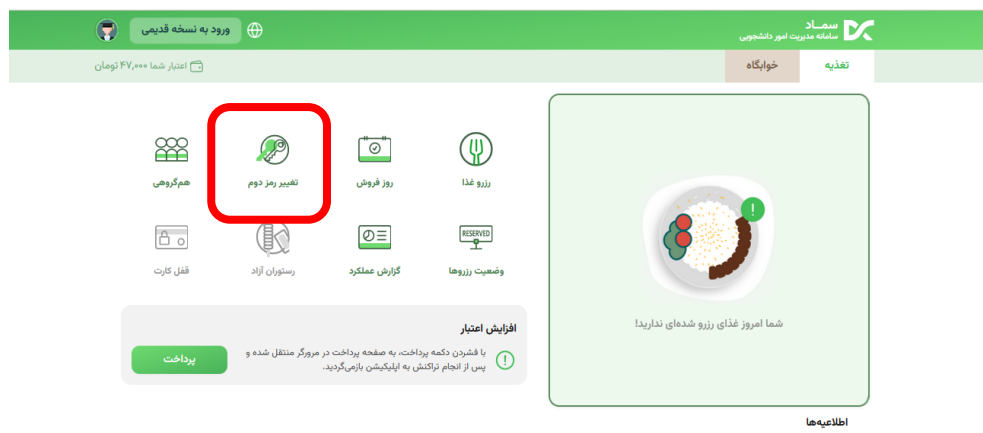 سمــاد
سامانه مدیریت امور دانشجویی
ورود به نسخه قدیمی
تغذیه
خوابگاه
اعتبار شما ۴۷,۰۰۰ تومان
رزرو غذا
روز فروش
تغییر رمز دوم
هم‌گروهی
RESERVED
وضعیت رزروها
گزارش عملکرد
رستوران آزاد
قفل کارت
شما امروز غذای رزرو شده‌ای ندارید!
افزایش اعتبار
با فشردن دکمه پرداخت، به صفحه پرداخت در مرورگر منتقل شده و
پس از انجام تراکنش به اپلیکیشن بازمی‌گردید.
پرداخت
اطلاعیه‌ها